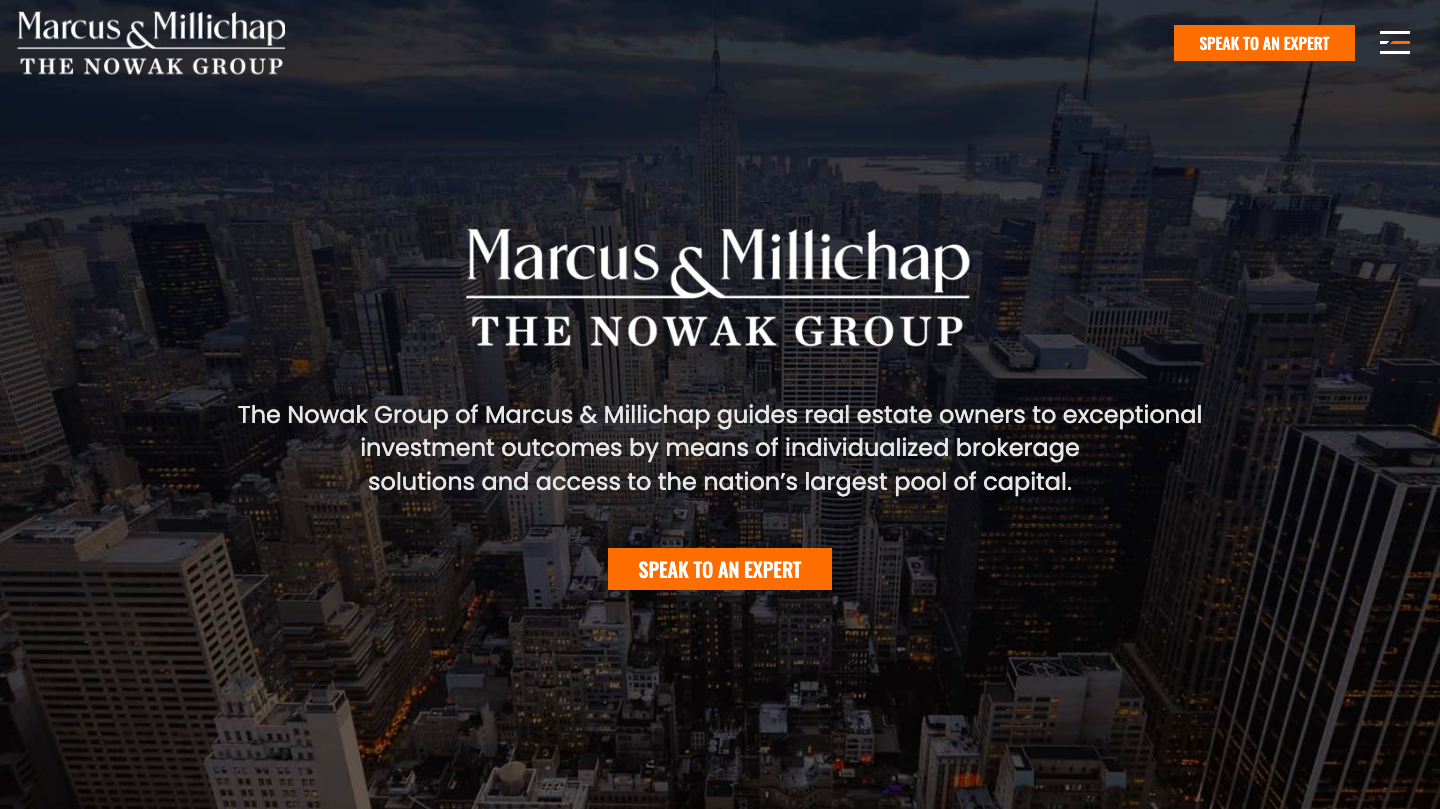 Marcus & Millichap
THE NOWAK GROUP
SPEAK TO AN EXPERT
Marcus & Millichap
THE NOWAK GROUP
The Nowak Group of Marcus & Millichap guides real estate owners to exceptional
investment outcomes by means of individualized brokerage
solutions and access to the nation’s largest pool of capital.
SPEAK TO AN EXPERT